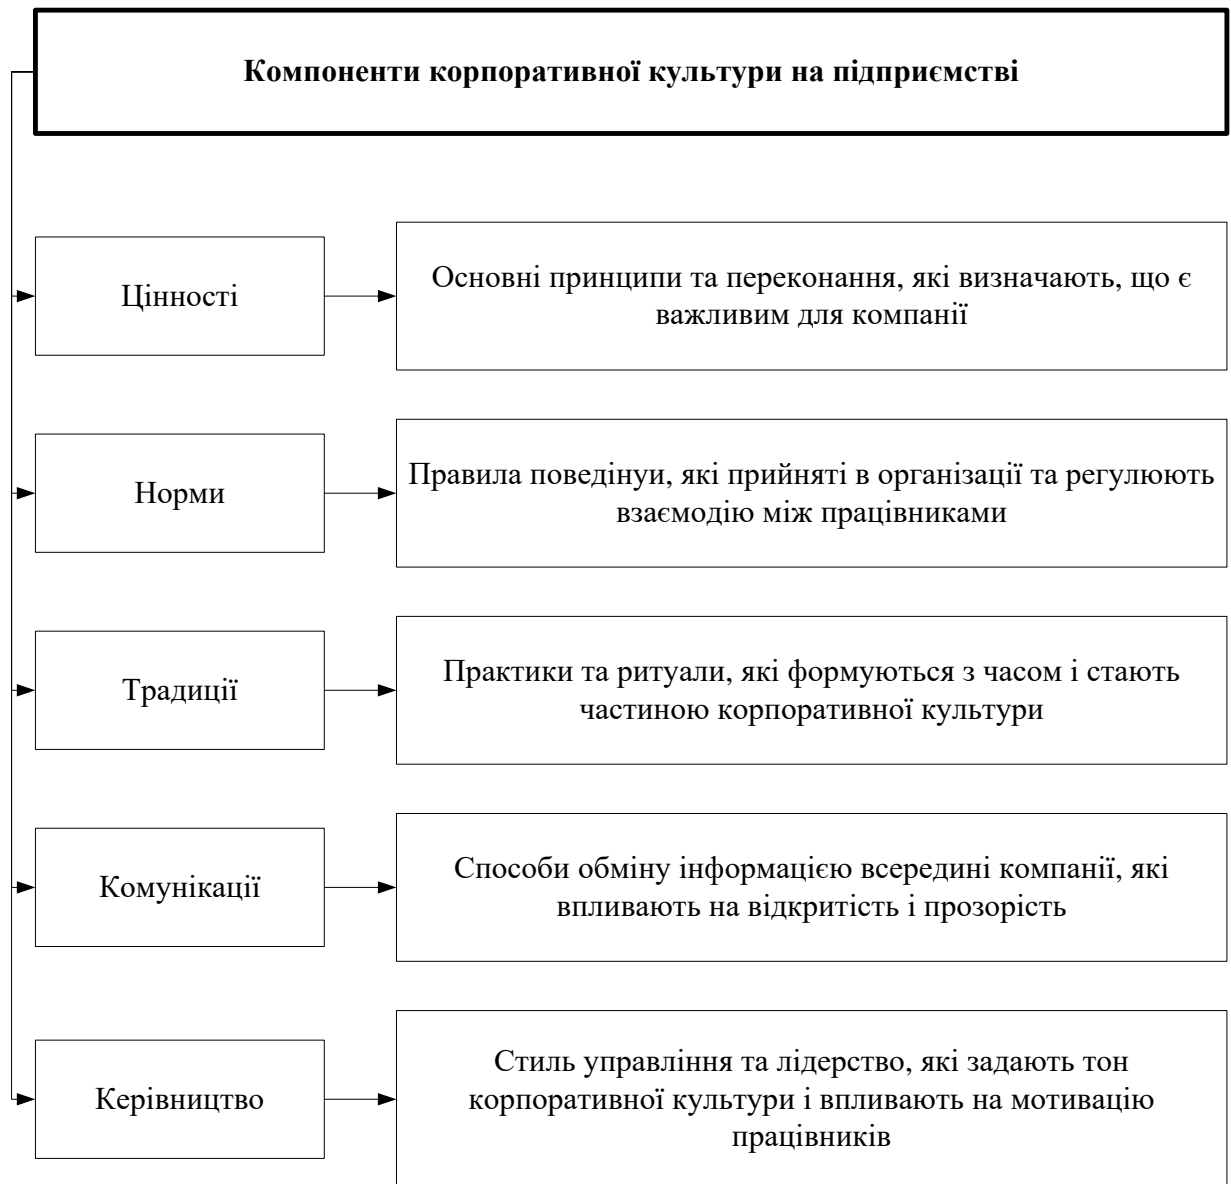 Компоненти корпоративної культури на підприємстві
Цінності
Основні принципи та переконання, які визначають, що є
важливим для компанії
Норми
Правила поведінуи, які прийняті в організації та регулюють
взаємодію між працівниками
Традиції
Практики та ритуали, які формуються з часом і стають
частиною корпоративної культури
Комунікації
Способи обміну інформацією всередині компанії, які
впливають на відкритість і прозорість
Керівництво
Стиль управління та лідерство, які задають тон
корпоративної культури і впливають на мотивацію
працівників